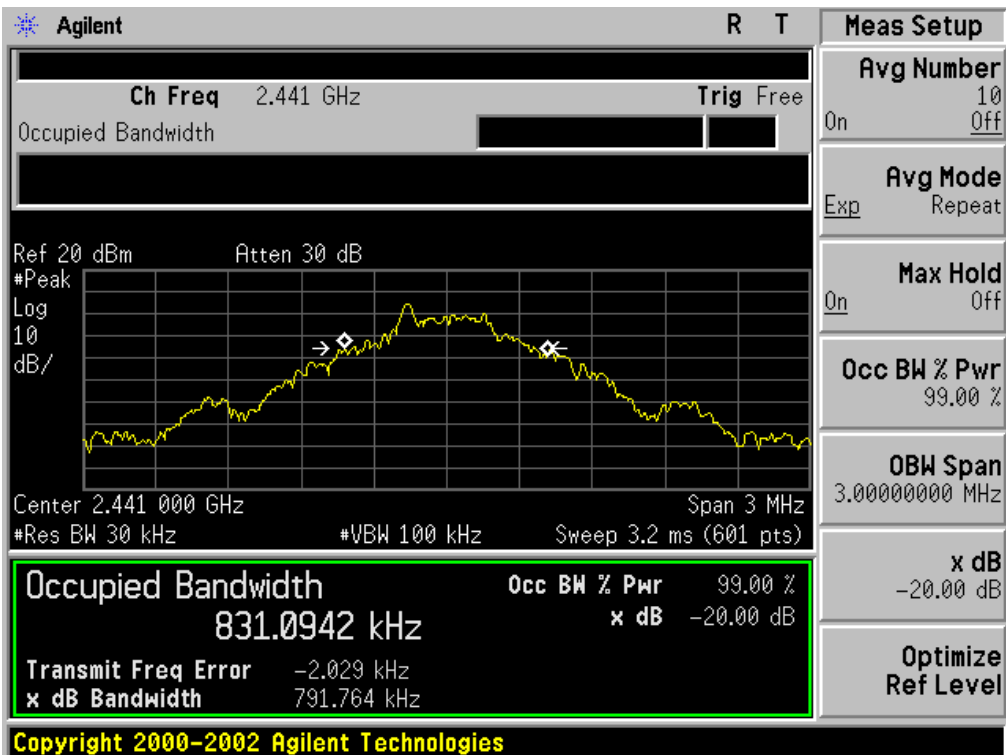 Agilent R T
Ch Freq 2.441 GHz Trig Free
Occupied Bandwidth
Ref 20 dBm Atten 30 dB
#Peak
Log
10
dB/
Center 2.441 000 GHz Span 3 MHz
#Res BW 30 kHz #VBW 100 kHz Sweep 3.2 ms (601 pts)
Occupied Bandwidth Occ BW % Pwr 99.00 %
831.0942 kHz x dB -20.00 dB
Transmit Freq Error -2.029 kHz
x dB Bandwidth 791.764 kHz
Copyright 2000-2002 Agilent Technologies
Meas Setup
Avg Number
10
On Off
Avg Mode
Exp Repeat
Max Hold
On Off
Occ BW % Pwr
99.00 %
OBW Span
3.00000000 MHz
x dB
-20.00 dB
Optimize
Ref Level